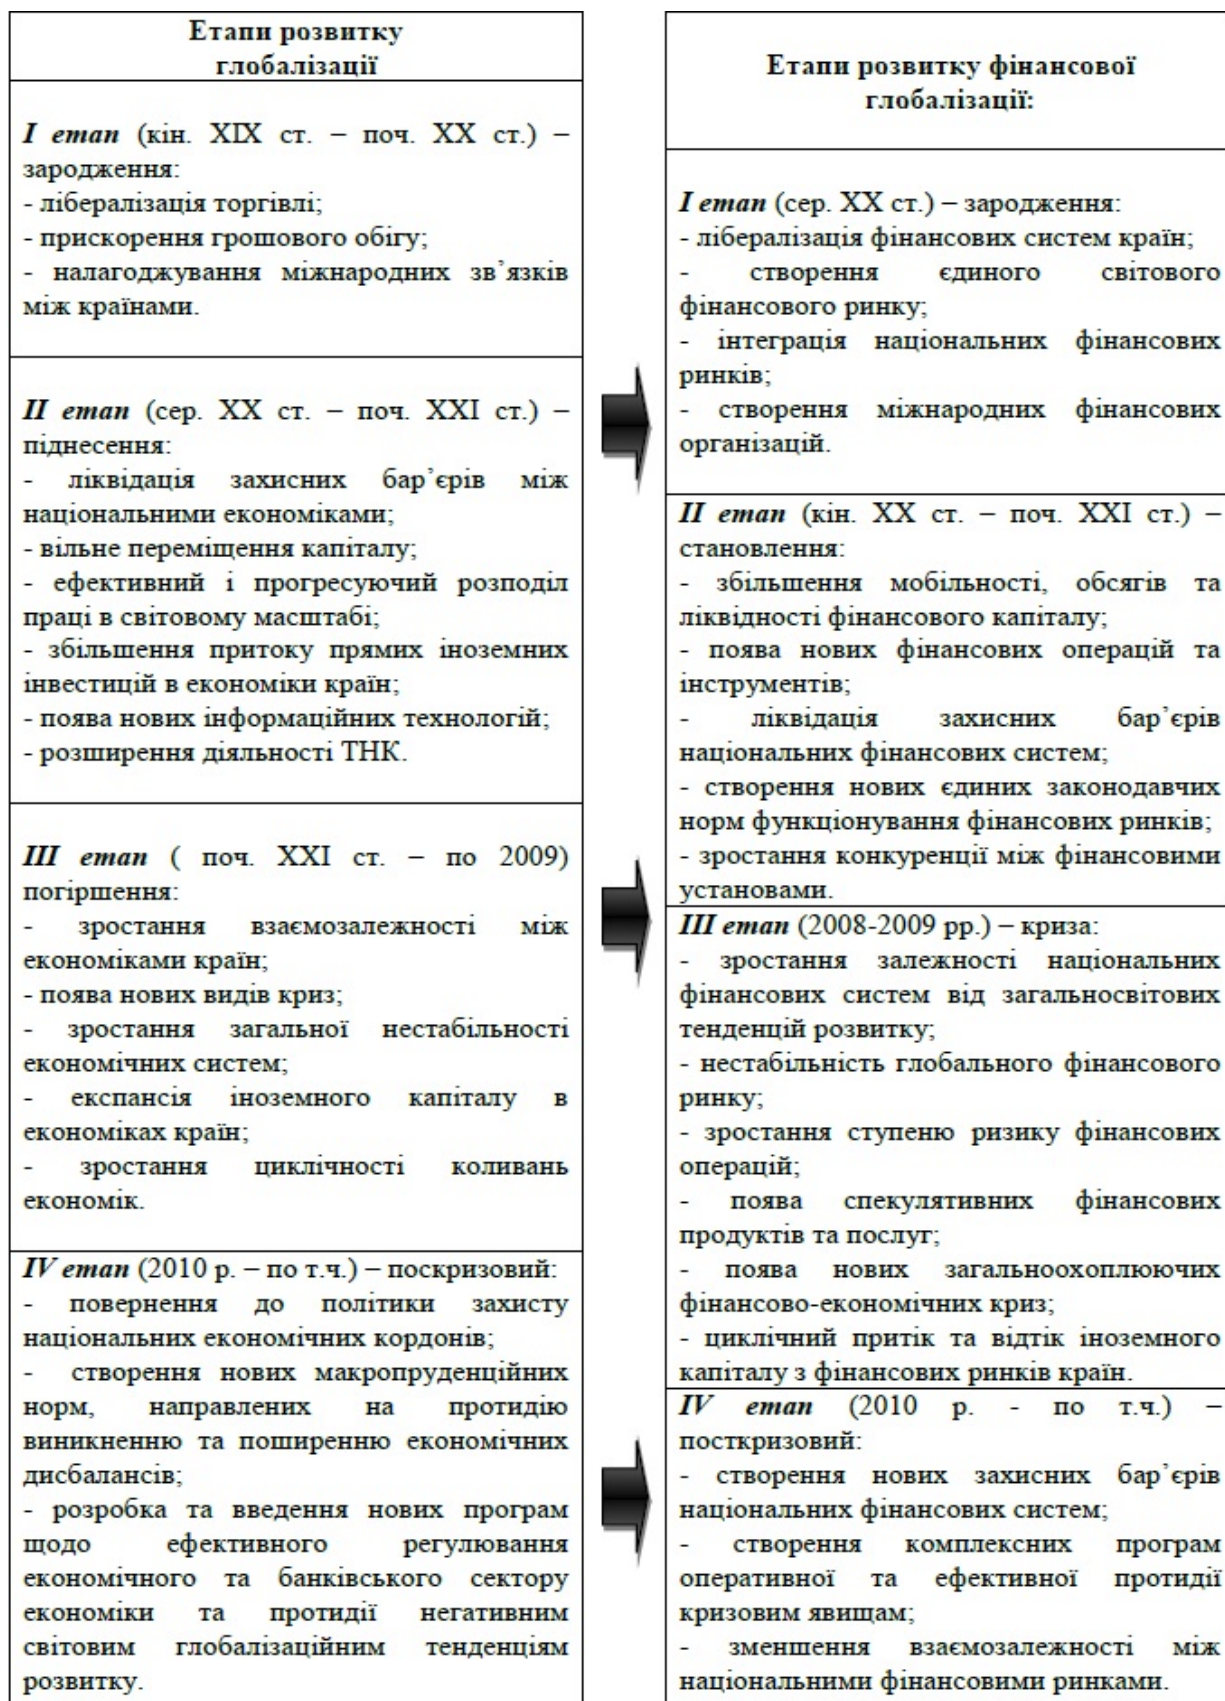 Етапи розвитку
глобалізації
І етап (кін. ХІХ ст. – поч. ХХ ст.) –
зародження:
- лібералізація торгівлі;
- прискорення грошового обігу;
- налагоджування міжнародних зв’язків
між країнами.
ІІ етап (сер. ХХ ст. – поч. ХХІ ст.) –
піднесення:
- ліквідація захисних бар’єрів між
національними економіками;
- вільне переміщення капіталу;
- ефективний і прогресуючий розподіл
праці в світовому масштабі;
- збільшення притоку прямих іноземних
інвестицій в економіки країн;
- поява нових інформаційних технологій;
- розширення діяльності ТНК.
ІІІ етап ( поч. ХХІ ст. – по 2009)
погіршення:
- зростання взаємозалежності між
економіками країн;
- поява нових видів криз;
- зростання загальної нестабільності
економічних систем;
- експансія іноземного капіталу в
економіках країн;
- зростання циклічності коливань
економік.
IV етап (2010 р. – по т.ч.) – поскризовий:
- повернення до політики захисту
національних економічних кордонів;
- створення нових макропруденційних
норм, направлених на протидію
виникненню та поширенню економічних
дисбалансів;
- розробка та введення нових програм
щодо ефективного регулювання
економічного та банківського сектору
економіки та протидії негативним
світовим глобалізаційним тенденціям
розвитку.
Етапи розвитку фінансової
глобалізації:
І етап (сер. ХХ ст.) – зародження:
- лібералізація фінансових систем країн;
- створення єдиного світового
фінансового ринку;
- інтеграція національних фінансових
ринків;
- створення міжнародних фінансових
організацій.
ІІ етап (кін. ХХ ст. – поч. ХХІ ст.) –
становлення:
- збільшення мобільності, обсягів та
ліквідності фінансового капіталу;
- поява нових фінансових операцій та
інструментів;
- ліквідація захисних бар’єрів
національних фінансових систем;
- створення нових єдиних законодавчих
норм функціонування фінансових ринків;
- зростання конкуренції між фінансовими
установами.
ІІІ етап (2008-2009 рр.) – криза:
- зростання залежності національних
фінансових систем від загальносвітових
тенденцій розвитку;
- нестабільність глобального фінансового
ринку;
- зростання ступеню ризику фінансових
операцій;
- поява спекулятивних фінансових
продуктів та послуг;
- поява нових загальноохоплюючих
фінансово-економічних криз;
- циклічний притік та відтік іноземного
капіталу з фінансових ринків країн.
IV етап (2010 р. - по т.ч.) –
посткризовий:
- створення нових захисних бар’єрів
національних фінансових систем;
- створення комплексних програм
оперативної та ефективної протидії
кризовим явищам;
- зменшення взаємозалежності між
національними фінансовими ринками.